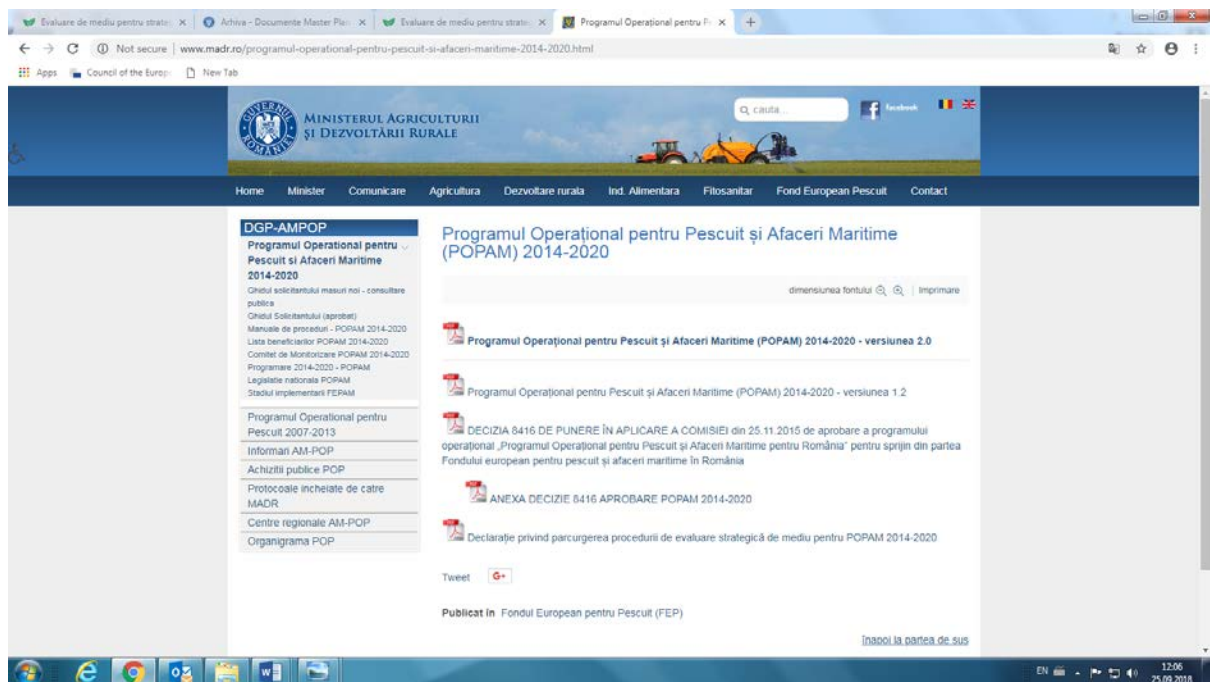 Evaluare de mediu pentru strate
Arhiva - Documente Master Pla
Evaluare de mediu pentru strate
Programul Operațional pentru P
Not secure | www.madr.ro/programul-operational-pentru-pescuit-si-afaceri-maritime-2014-2020.html
Apps Council of the Europ New Tab
GUVERNUL ROMÂNIEI
MINISTERUL AGRICULTURII
ȘI DEZVOLTĂRII RURALE
cauta...
facebook
Home Minister Comunicare Agricultura Dezvoltare rurala Ind. Alimentara Fitosanitar Fond European Pescuit Contact
DGP-AMPOP
Programul Operational pentru
Pescuit si Afaceri Maritime
2014-2020
Ghidul solicitantului masuri noi - consultare
publica
Ghidul Solicitantului (aprobat)
Manuale de proceduri - POPAM 2014-2020
Lista beneficiarilor POPAM 2014-2020
Comitet de Monitorizare POPAM 2014-2020
Programare 2014-2020 - POPAM
Legislatie nationala POPAM
Stadiul implementarii FEPAM
Programul Operational pentru
Pescuit 2007-2013
Informari AM-POP
Achizitii publice POP
Protocoale incheiate de catre
MADR
Centre regionale AM-POP
Organigrama POP
Programul Operațional pentru Pescuit și Afaceri Maritime
(POPAM) 2014-2020
dimensiunea fontului | Imprimare
Programul Operațional pentru Pescuit și Afaceri Maritime (POPAM) 2014-2020 - versiunea 2.0
Programul Operațional pentru Pescuit și Afaceri Maritime (POPAM) 2014-2020 - versiunea 1.2
DECIZIA 8416 DE PUNERE ÎN APLICARE A COMISIEI din 25.11.2015 de aprobare a programului
operațional „Programul Operațional pentru Pescuit și Afaceri Maritime pentru România” pentru sprijin din partea
Fondului european pentru pescuit și afaceri maritime în România
ANEXA DECIZIE 8416 APROBARE POPAM 2014-2020
Declarație privind parcurgerea procedurii de evaluare strategică de mediu pentru POPAM 2014-2020
Tweet G+
Publicat în Fondul European pentru Pescuit (FEP)
Înapoi la partea de sus
EN
12:06
25.09.2018